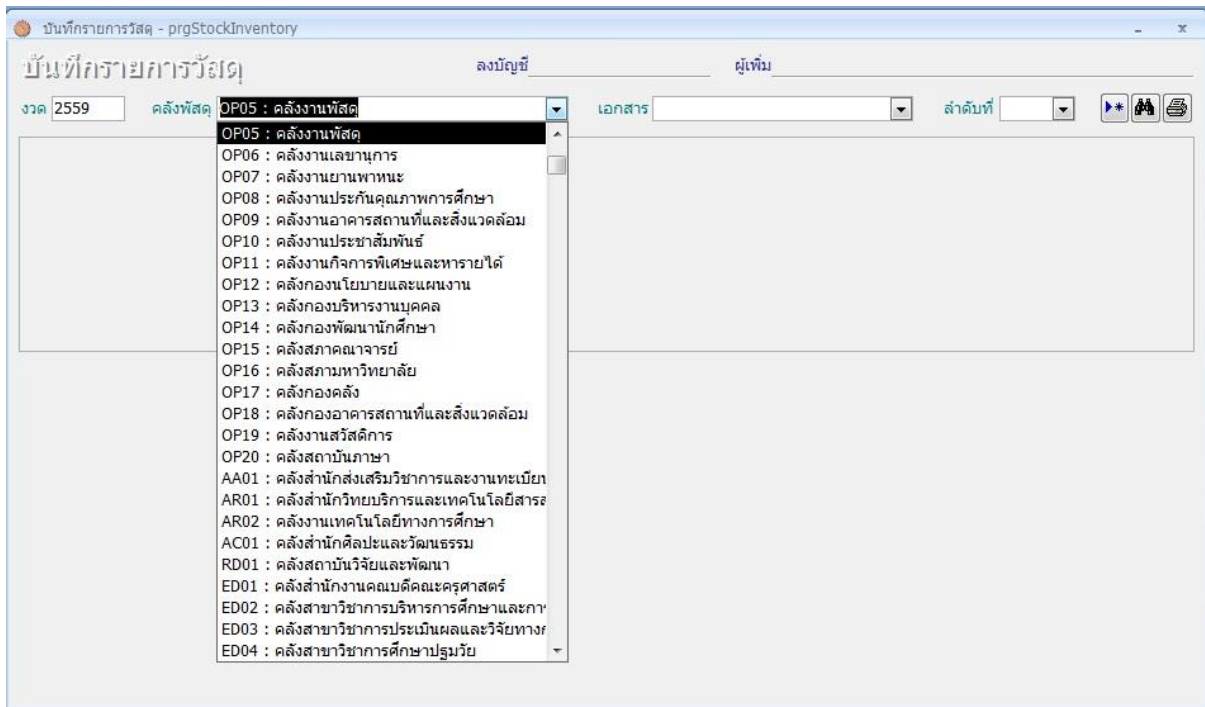 บันทึกรายการวัสดุ - prgStockInventory
บันทึกรายการวัสดุ ลงบัญชี ผู้เพิ่ม
งวด 2559 คลังพัสดุ OP05 : คลังงานพัสดุ เอกสาร ลำดับที่
OP05 : คลังงานพัสดุ
OP06 : คลังงานเลขานุการ
OP07 : คลังงานยานพาหนะ
OP08 : คลังงานประกันคุณภาพการศึกษา
OP09 : คลังงานอาคารสถานที่และสิ่งแวดล้อม
OP10 : คลังงานประชาสัมพันธ์
OP11 : คลังงานกิจการพิเศษและหารายได้
OP12 : คลังกองนโยบายและแผนงาน
OP13 : คลังกองบริหารงานบุคคล
OP14 : คลังกองพัฒนานักศึกษา
OP15 : คลังสภาคณาจารย์
OP16 : คลังสภามหาวิทยาลัย
OP17 : คลังกองคลัง
OP18 : คลังกองอาคารสถานที่และสิ่งแวดล้อม
OP19 : คลังงานสวัสดิการ
OP20 : คลังสถาบันภาษา
AA01 : คลังสำนักส่งเสริมวิชาการและงานทะเบียน
AR01 : คลังสำนักวิทยบริการและเทคโนโลยีสารส
AR02 : คลังงานเทคโนโลยีทางการศึกษา
AC01 : คลังสำนักศิลปะและวัฒนธรรม
RD01 : คลังสถาบันวิจัยและพัฒนา
ED01 : คลังสำนักงานคณบดีคณะครุศาสตร์
ED02 : คลังสาขาวิชาการบริหารการศึกษาและกา
ED03 : คลังสาขาวิชาการประเมินผลและวิจัยทาง
ED04 : คลังสาขาวิชาการศึกษาปฐมวัย